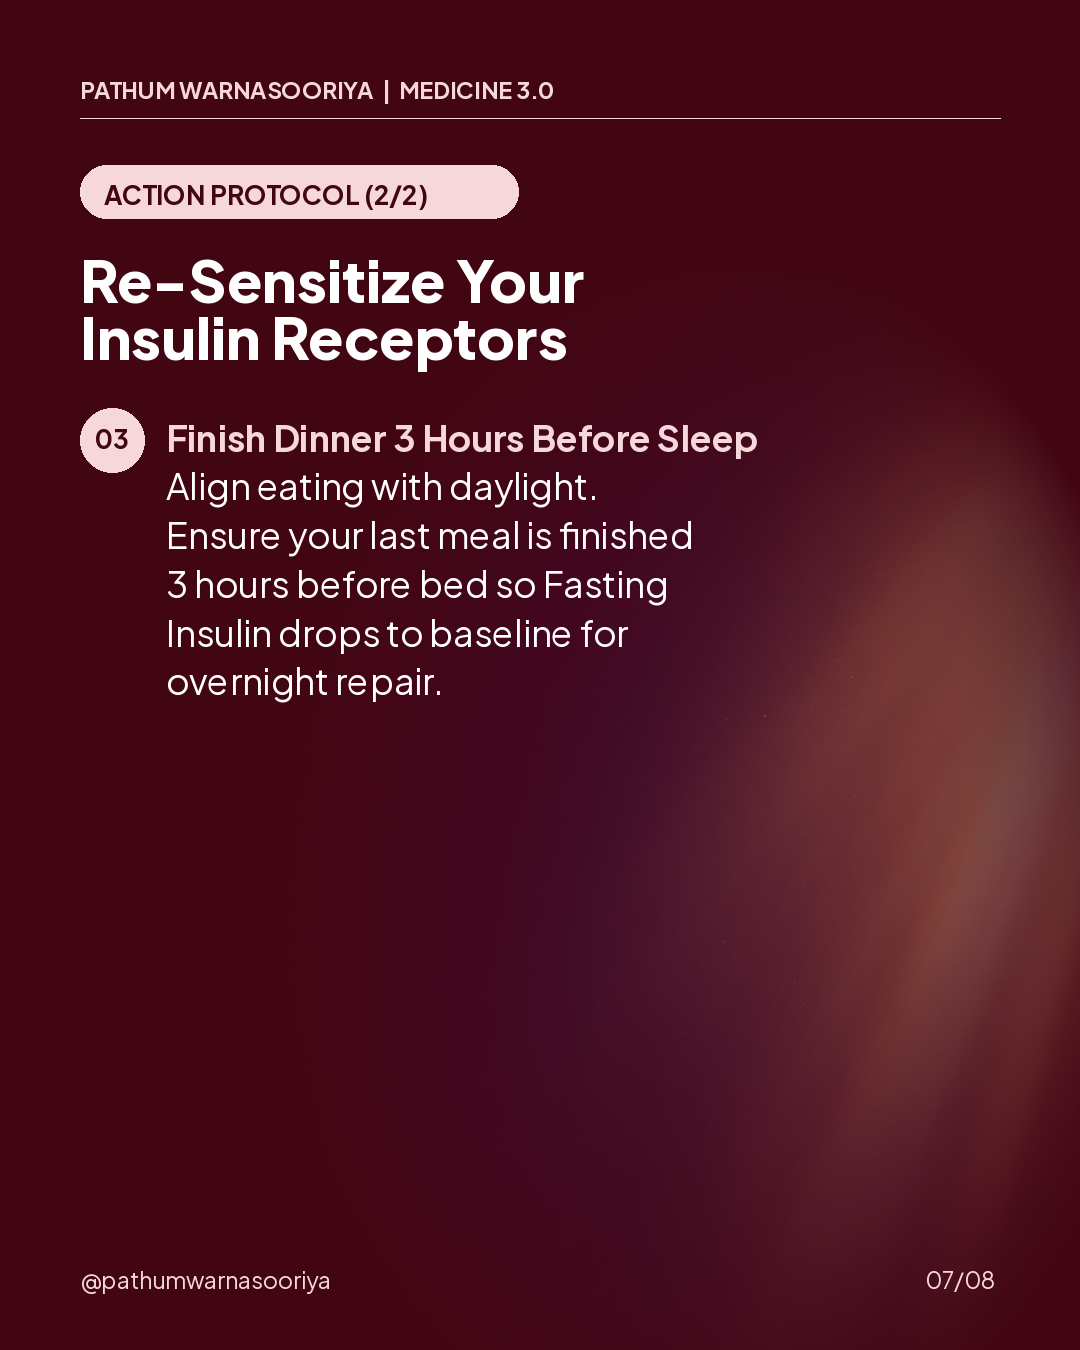 PATHUM WARNASOORIYA | MEDICINE 3.0
ACTION PROTOCOL (2/2)
Re-Sensitize Your
Insulin Receptors
03 Finish Dinner 3 Hours Before Sleep
Align eating with daylight.
Ensure your last meal is finished
3 hours before bed so Fasting
Insulin drops to baseline for
overnight repair.
@pathumwarnasooriya 07/08